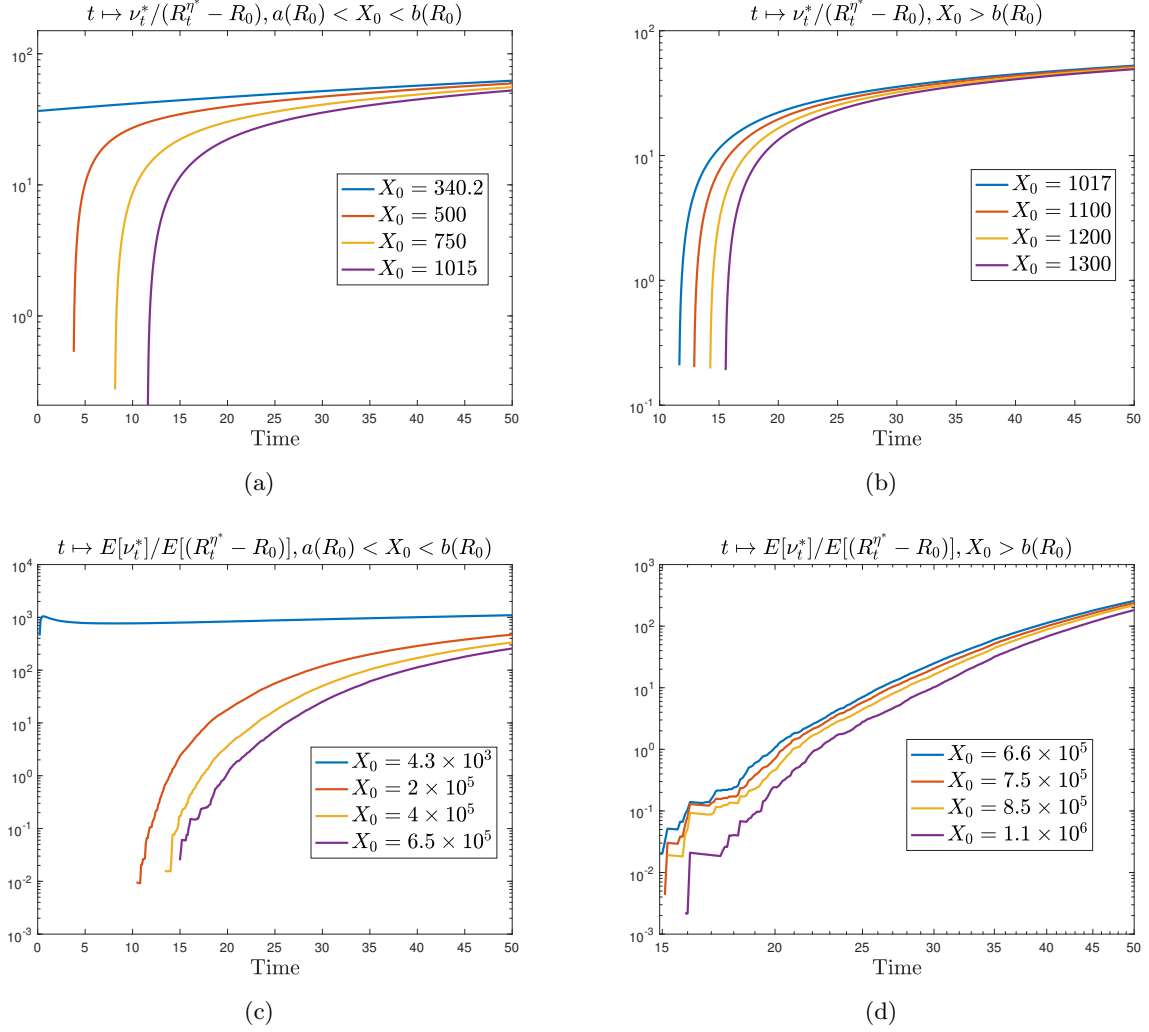 t ↦ ν*_t/(R^{η*}_t − R_0), a(R_0) < X_0 < b(R_0)
10^2
10^1
10^0
0 5 10 15 20 25 30 35 40 45 50
Time
X_0 = 340.2
X_0 = 500
X_0 = 750
X_0 = 1015
(a)
t ↦ ν*_t/(R^{η*}_t − R_0), X_0 > b(R_0)
10^2
10^1
10^0
10^-1
10 15 20 25 30 35 40 45 50
Time
X_0 = 1017
X_0 = 1100
X_0 = 1200
X_0 = 1300
(b)
t ↦ E[ν*_t]/E[(R^{η*}_t − R_0)], a(R_0) < X_0 < b(R_0)
10^4
10^3
10^2
10^1
10^0
10^-1
10^-2
10^-3
0 5 10 15 20 25 30 35 40 45 50
Time
X_0 = 4.3 × 10^3
X_0 = 2 × 10^5
X_0 = 4 × 10^5
X_0 = 6.5 × 10^5
(c)
t ↦ E[ν*_t]/E[(R^{η*}_t − R_0)], X_0 > b(R_0)
10^3
10^2
10^1
10^0
10^-1
10^-2
10^-3
15 20 25 30 35 40 45 50
Time
X_0 = 6.6 × 10^5
X_0 = 7.5 × 10^5
X_0 = 8.5 × 10^5
X_0 = 1.1 × 10^6
(d)